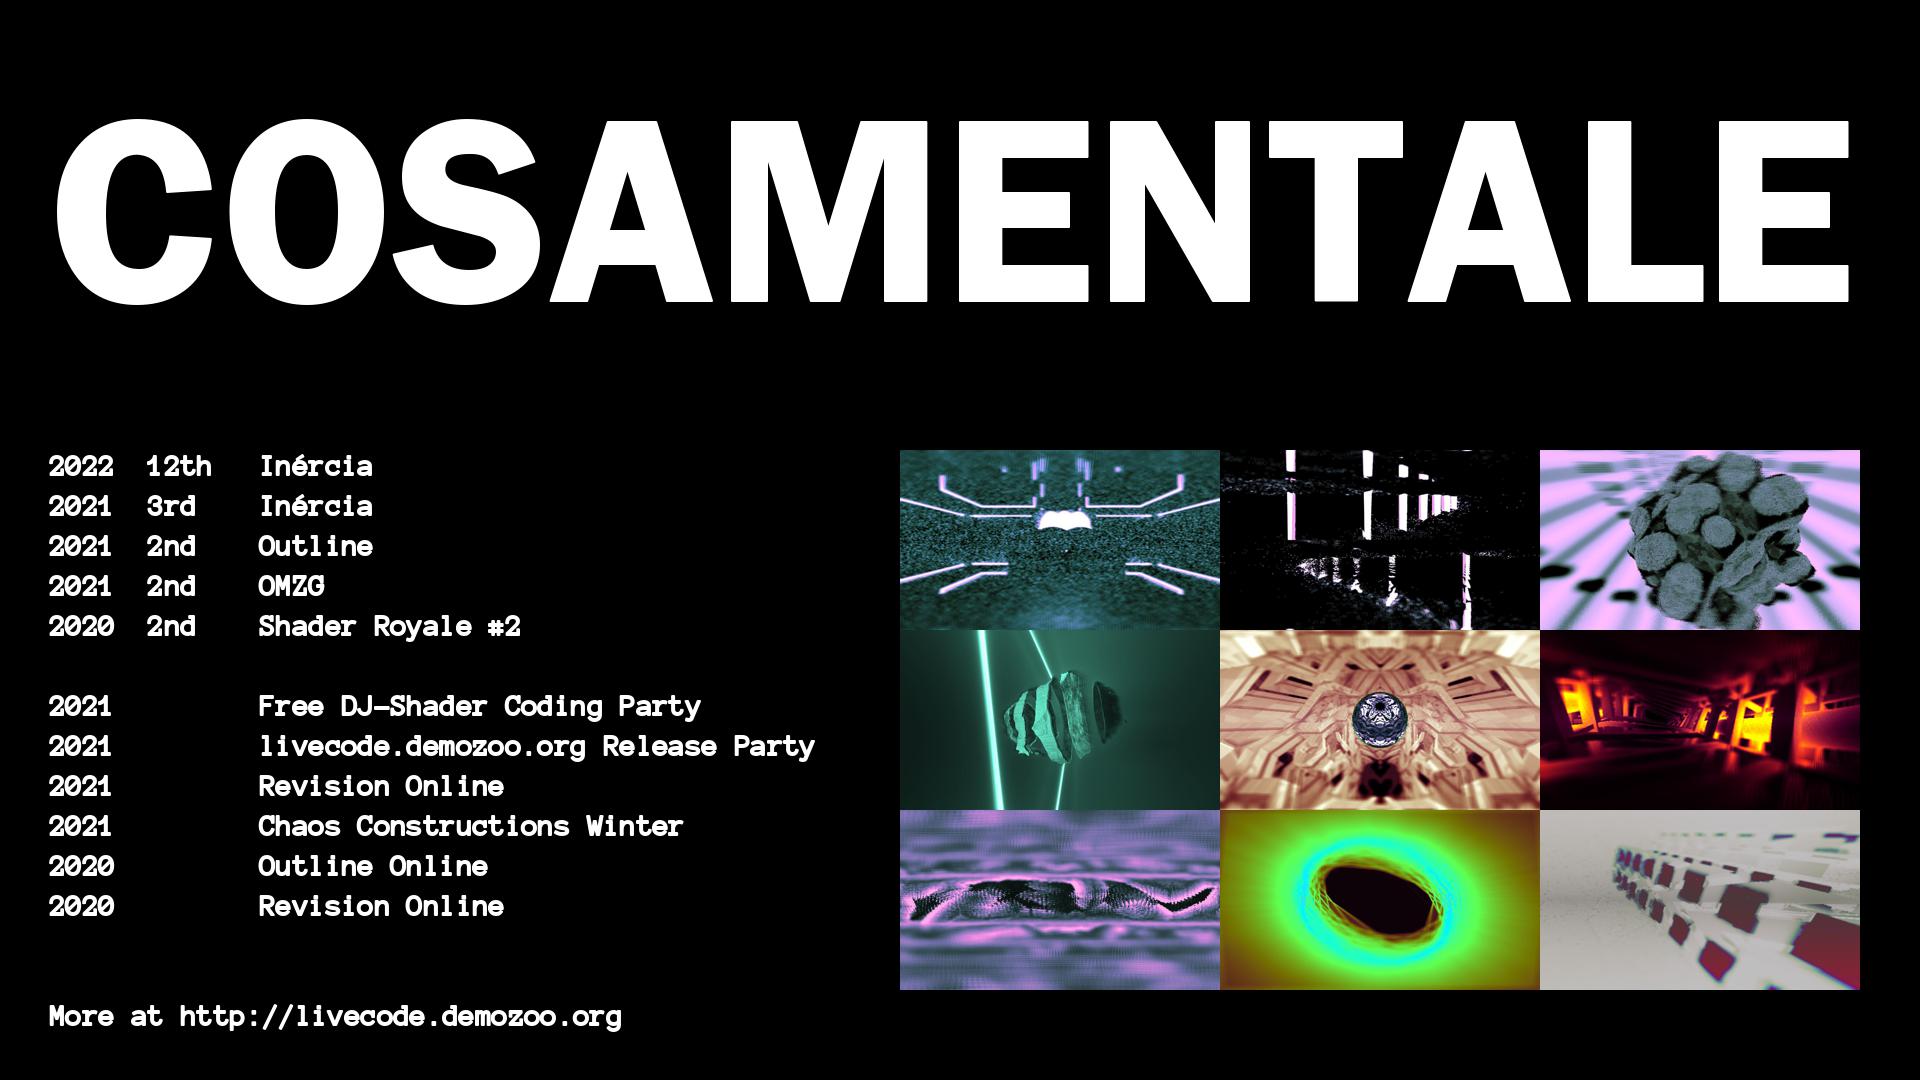 COSAMENTALE
2022 12th Inércia
2021 3rd Inércia
2021 2nd Outline
2021 2nd OMZG
2020 2nd Shader Royale #2
2021 Free DJ-Shader Coding Party
2021 livecode.demozoo.org Release Party
2021 Revision Online
2021 Chaos Constructions Winter
2020 Outline Online
2020 Revision Online
More at http://livecode.demozoo.org